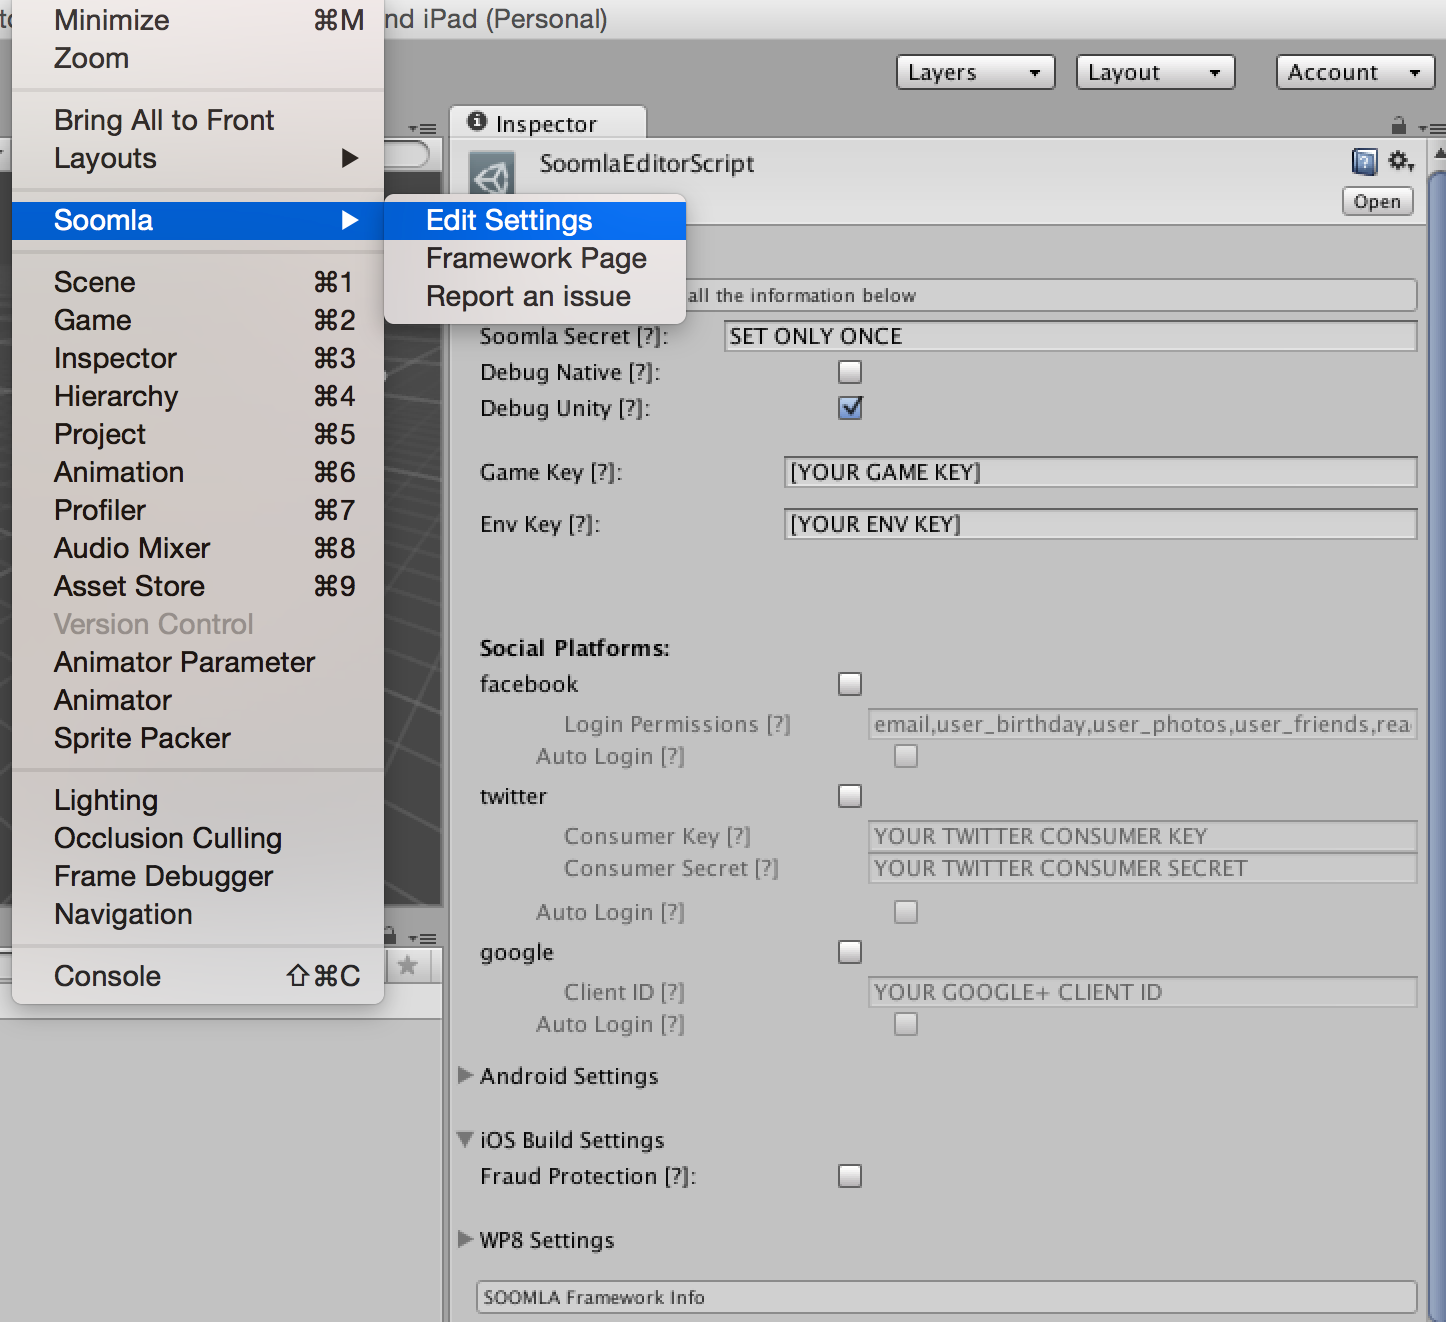 nd iPad (Personal)
Minimize ⌘M
Zoom
Bring All to Front
Layouts
Soomla
Scene ⌘1
Game ⌘2
Inspector ⌘3
Hierarchy ⌘4
Project ⌘5
Animation ⌘6
Profiler ⌘7
Audio Mixer ⌘8
Asset Store ⌘9
Version Control
Animator Parameter
Animator
Sprite Packer
Lighting
Occlusion Culling
Frame Debugger
Navigation
Console ⇧⌘C
Edit Settings
Framework Page
Report an issue
Layers
Layout
Account
Inspector
SoomlaEditorScript
Open
all the information below
Soomla Secret [?]: SET ONLY ONCE
Debug Native [?]:
Debug Unity [?]:
Game Key [?]: [YOUR GAME KEY]
Env Key [?]: [YOUR ENV KEY]
Social Platforms:
facebook
Login Permissions [?] email,user_birthday,user_photos,user_friends,rea
Auto Login [?]
twitter
Consumer Key [?] YOUR TWITTER CONSUMER KEY
Consumer Secret [?] YOUR TWITTER CONSUMER SECRET
Auto Login [?]
google
Client ID [?] YOUR GOOGLE+ CLIENT ID
Auto Login [?]
Android Settings
iOS Build Settings
Fraud Protection [?]:
WP8 Settings
SOOMLA Framework Info